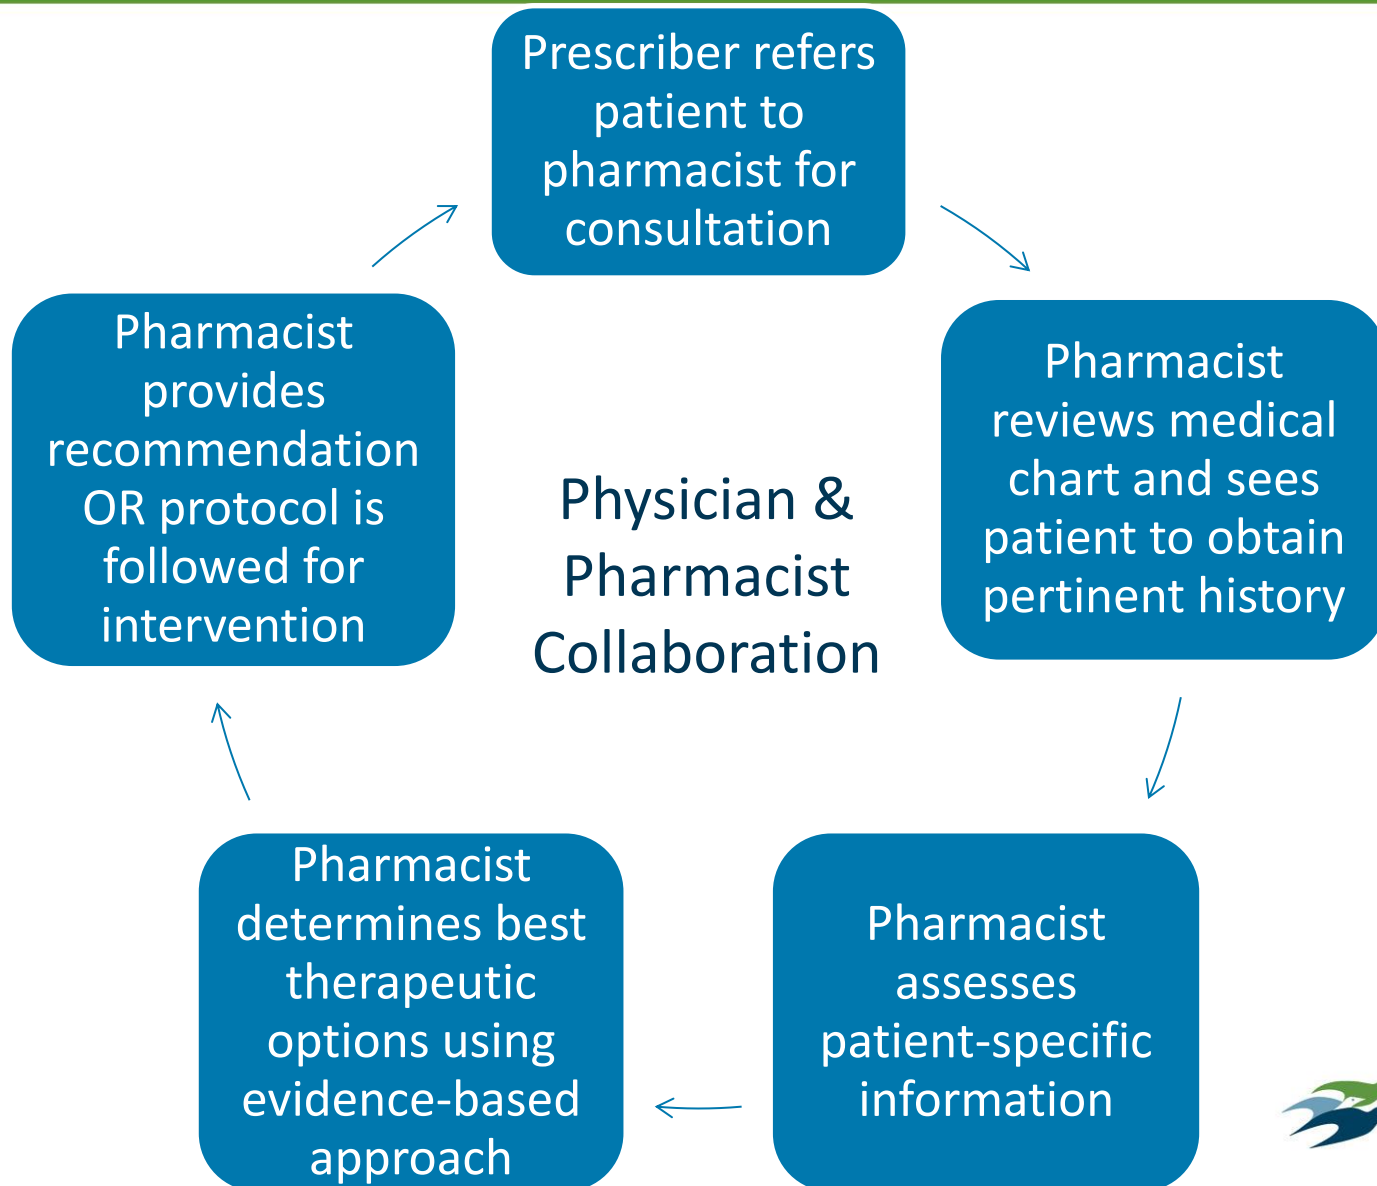 Prescriber refers
patient to
pharmacist for
consultation
Pharmacist
reviews medical
chart and sees
patient to obtain
pertinent history
Pharmacist
assesses
patient-specific
information
Pharmacist
determines best
therapeutic
options using
evidence-based
approach
Pharmacist
provides
recommendation
OR protocol is
followed for
intervention
Physician &
Pharmacist
Collaboration